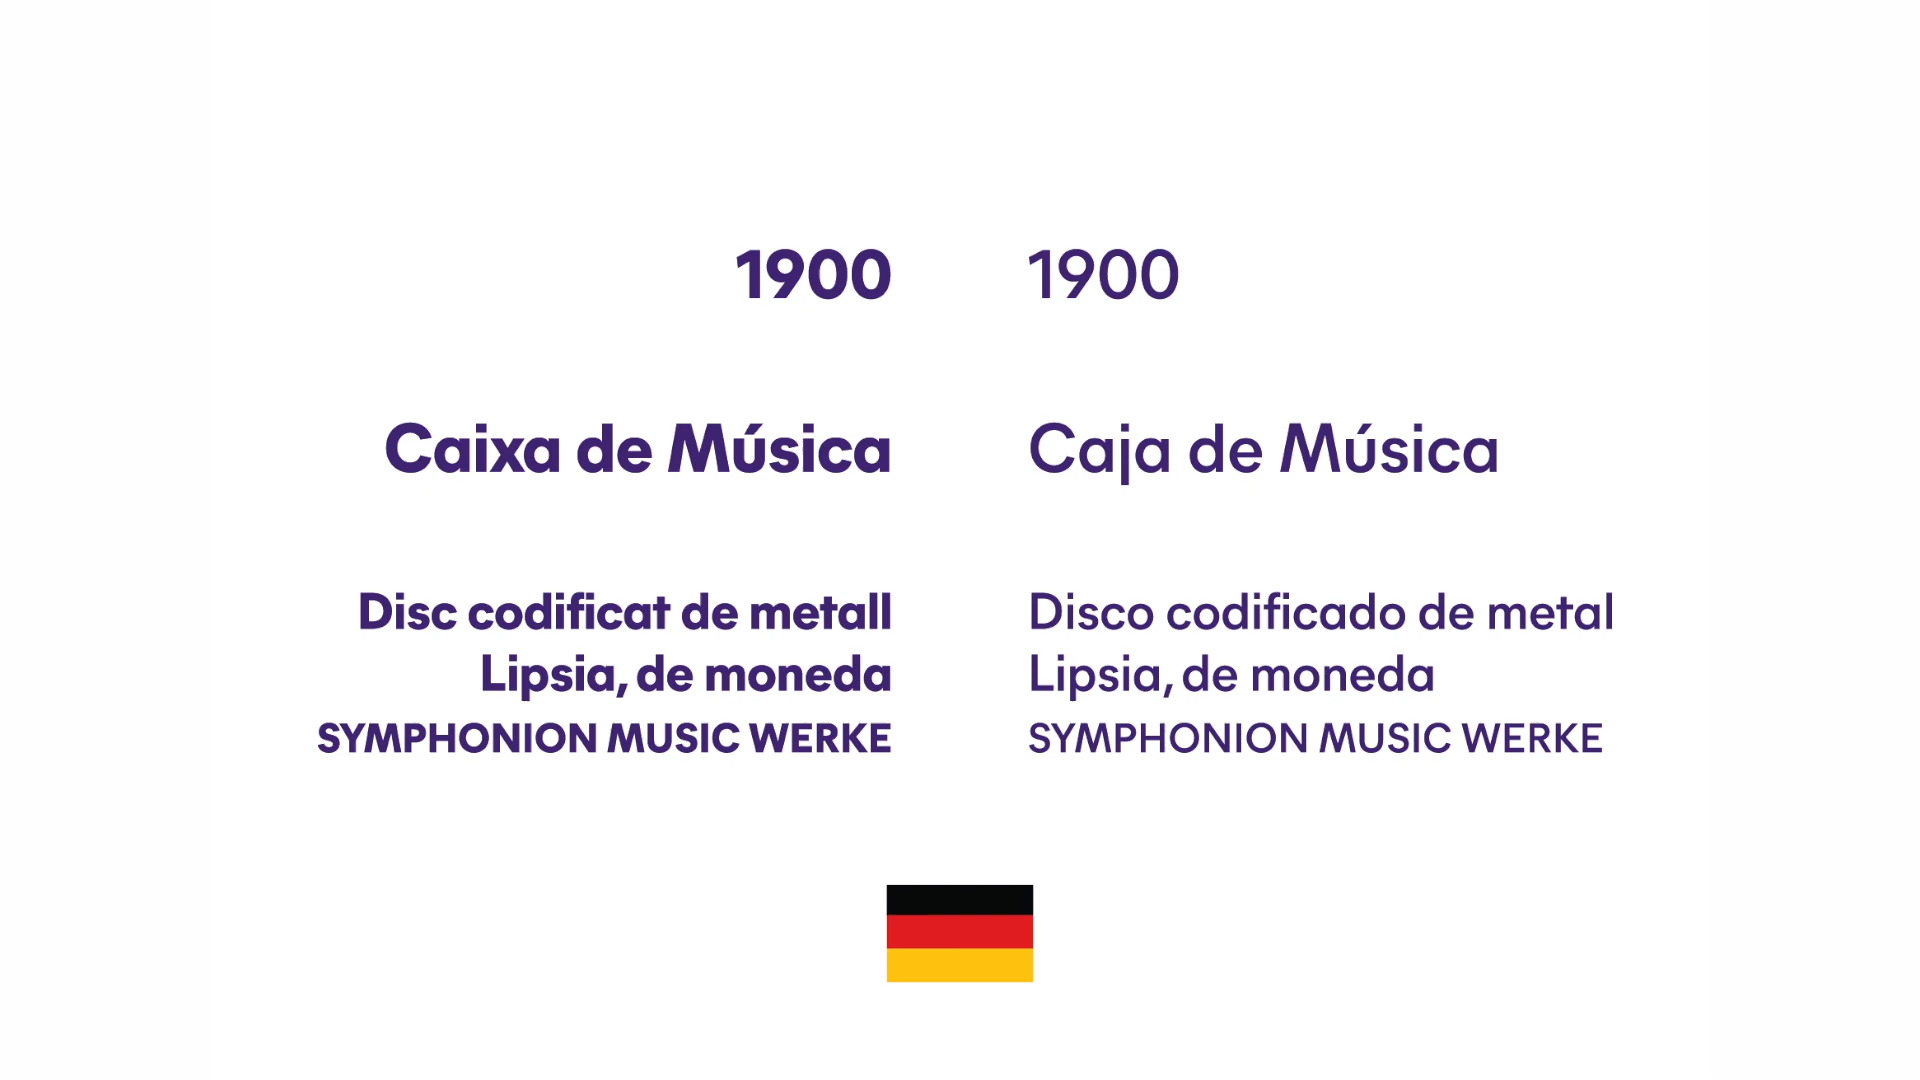 1900
Caixa de Música
Disc codificat de metall
Lipsia, de moneda
SYMPHONION MUSIC WERKE
1900
Caja de Música
Disco codificado de metal
Lipsia, de moneda
SYMPHONION MUSIC WERKE